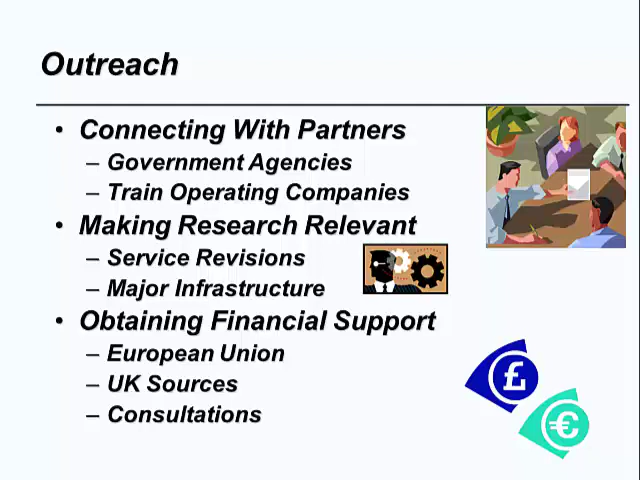 Outreach
• Connecting With Partners
– Government Agencies
– Train Operating Companies
• Making Research Relevant
– Service Revisions
– Major Infrastructure
• Obtaining Financial Support
– European Union
– UK Sources
– Consultations
£
€